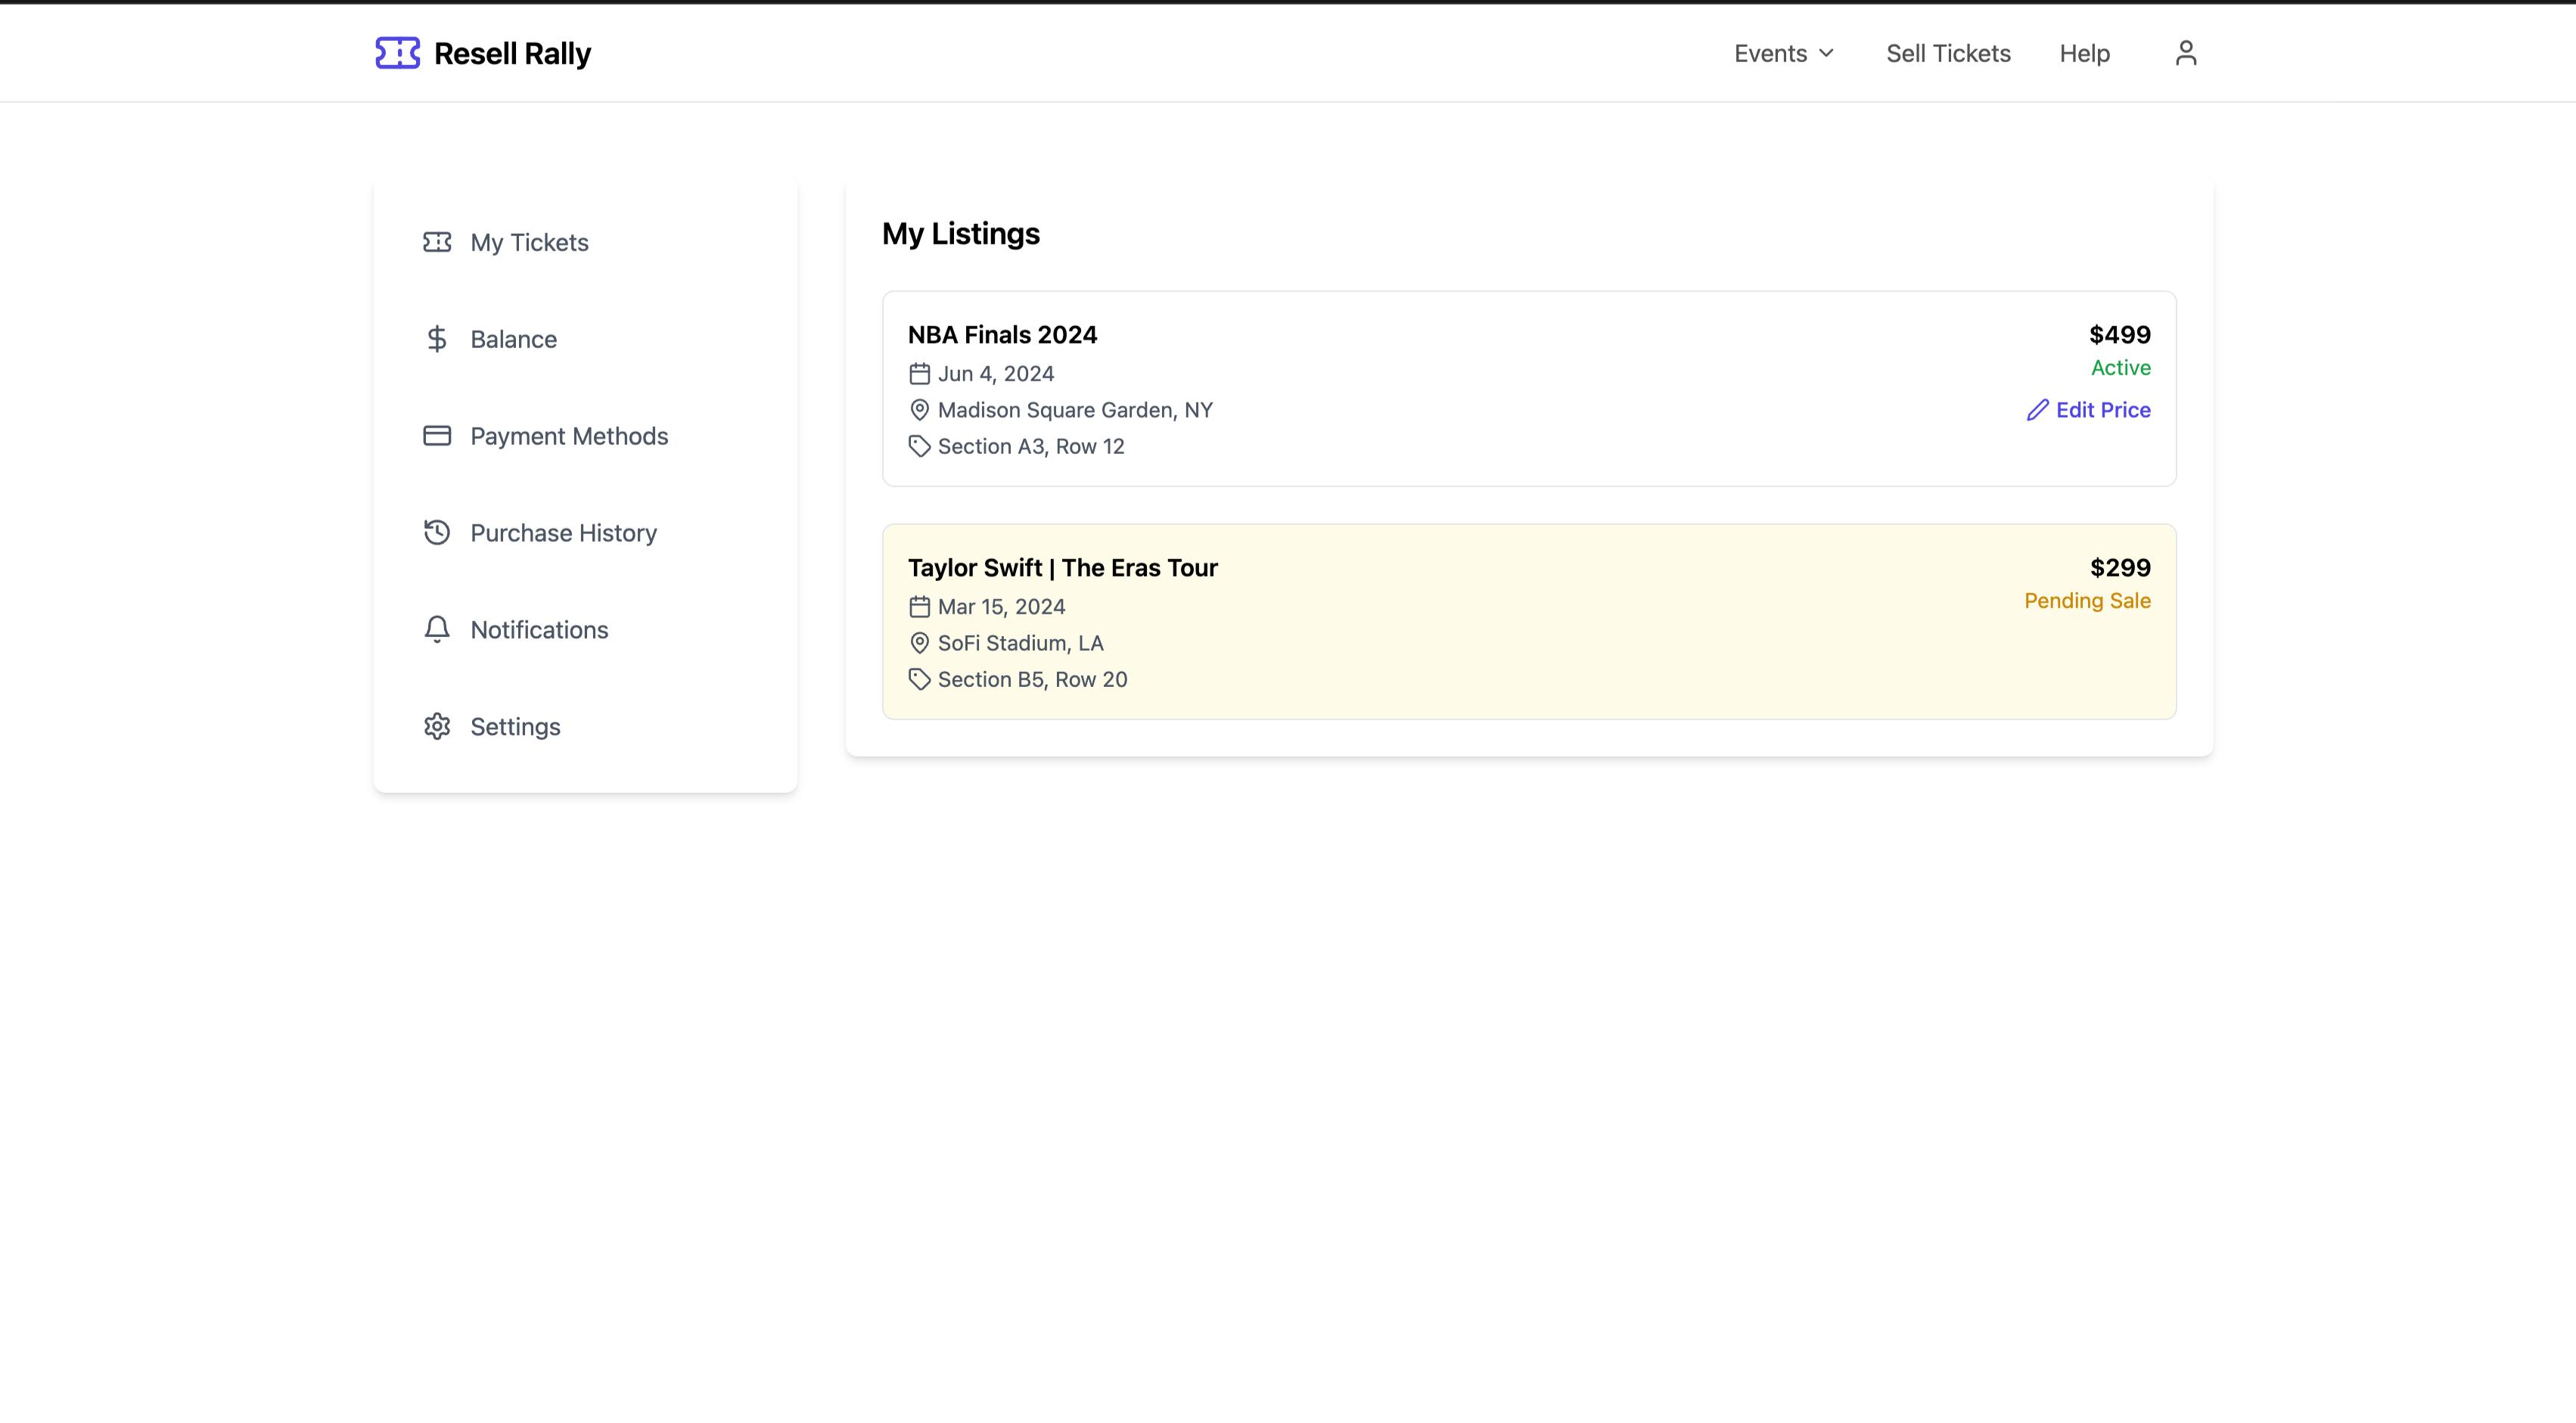 Resell Rally
Events
Sell Tickets
Help
My Tickets
Balance
Payment Methods
Purchase History
Notifications
Settings
My Listings
NBA Finals 2024
Jun 4, 2024
Madison Square Garden, NY
Section A3, Row 12
$499
Active
Edit Price
Taylor Swift | The Eras Tour
Mar 15, 2024
SoFi Stadium, LA
Section B5, Row 20
$299
Pending Sale